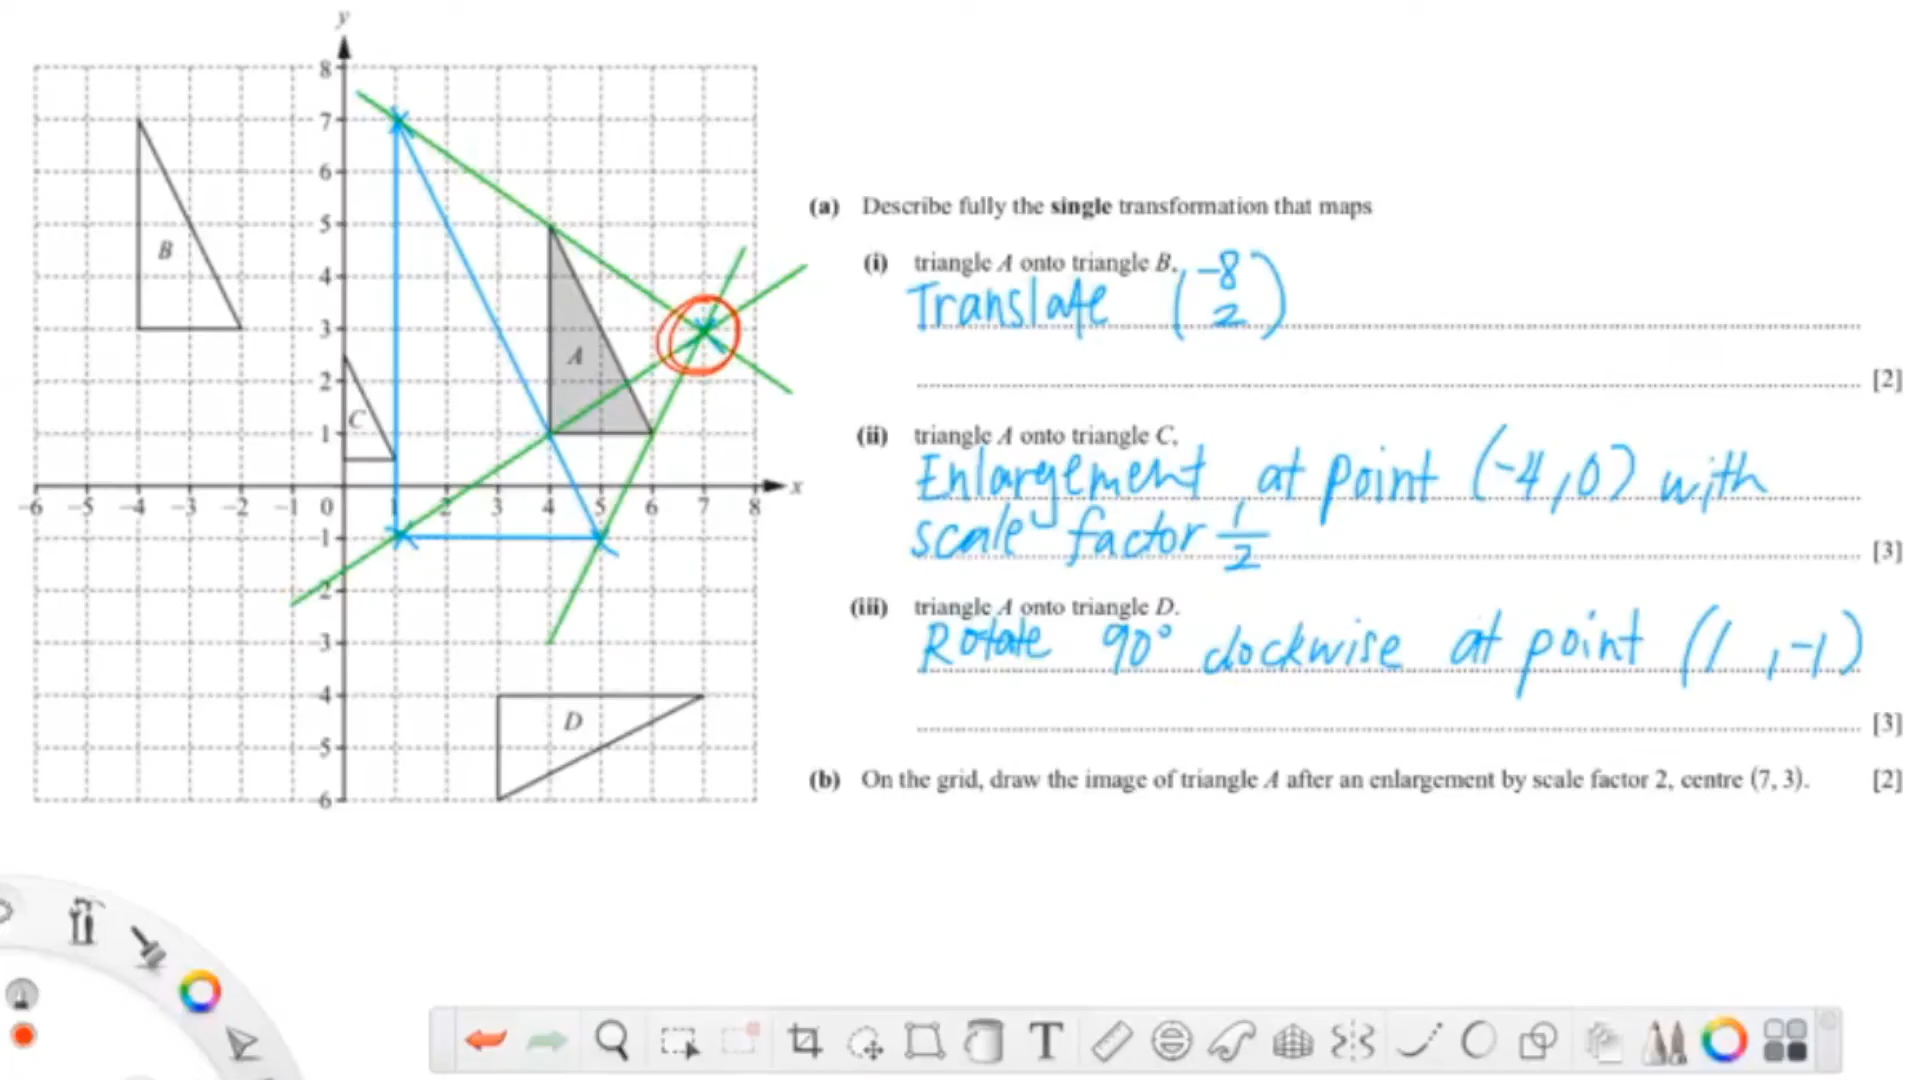 y
8
7
6
5
4
3
2
1
B
A
C
x
-6 -5 -4 -3 -2 -1 0 1 2 3 4 5 6 7 8
-1
2
3
-4
5
6
D
(a) Describe fully the single transformation that maps
(i) triangle A onto triangle B,
Translate (-8 2)
[2]
(ii) triangle A onto triangle C,
Enlargement at point (-4,0) with
scale factor 1/2
[3]
(iii) triangle A onto triangle D.
Rotate 90° clockwise at point (1,-1)
[3]
(b) On the grid, draw the image of triangle A after an enlargement by scale factor 2, centre (7, 3). [2]
T